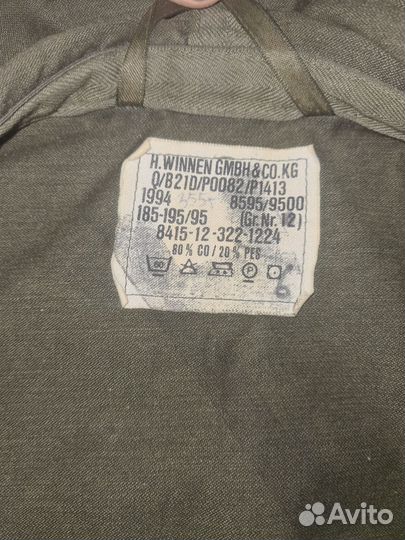 H. WINNEN GMBH & CO. KG
Q/B21D/P0082/P1413
1994 8595/9500
185-195/95 (Gr. Nr. 12)
8415-12-322-1224
80 % CO / 20 % PES
60 P
Avito